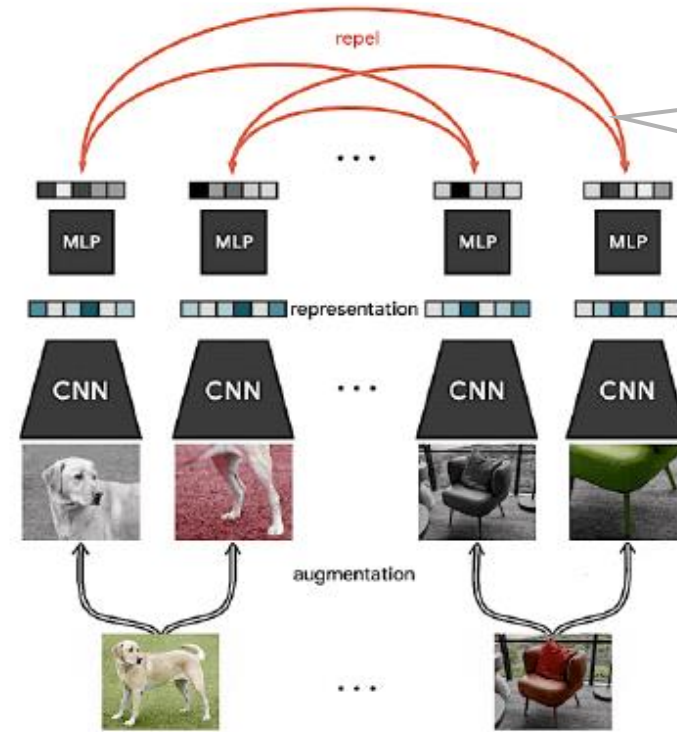 repel
...
MLP MLP MLP MLP
representation
CNN CNN ... CNN CNN
augmentation
...